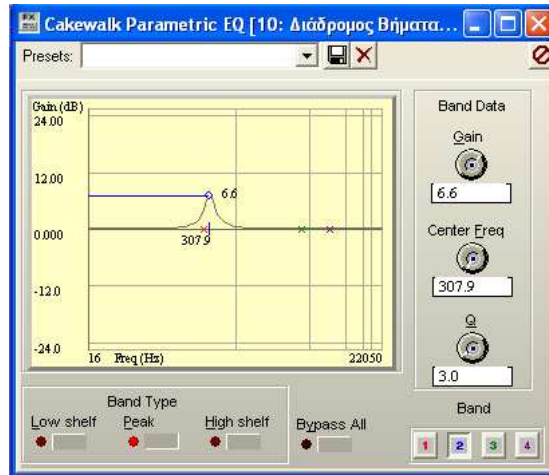 Cakewalk Parametric EQ [10: Διάδρομος Βήματα...
Presets:
Gain (dB)
24.00
12.00
0.000
-12.0
-24.0
6.6
307.9
16 Freq (Hz) 22050
Band Data
Gain
6.6
Center Freq
307.9
Q
3.0
Band Type
Low shelf Peak High shelf
Bypass All
Band
1 2 3 4